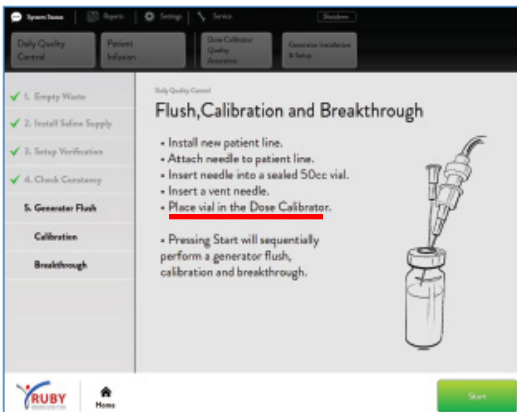 System Status
Reports
Settings
Service
Shutdown
Daily Quality
Control
Patient
Infusion
Dose Calibrator
Quality
Assurance
Generator Installation
& Setup
1. Empty Waste
2. Install Saline Supply
3. Setup Verification
4. Check Constancy
5. Generator Flush
Calibration
Breakthrough
Daily Quality Control
Flush,Calibration and Breakthrough
• Install new patient line.
• Attach needle to patient line.
• Insert needle into a sealed 50cc vial.
• Insert a vent needle.
• Place vial in the Dose Calibrator.
• Pressing Start will sequentially
perform a generator flush,
calibration and breakthrough.
RUBY
Home
Start